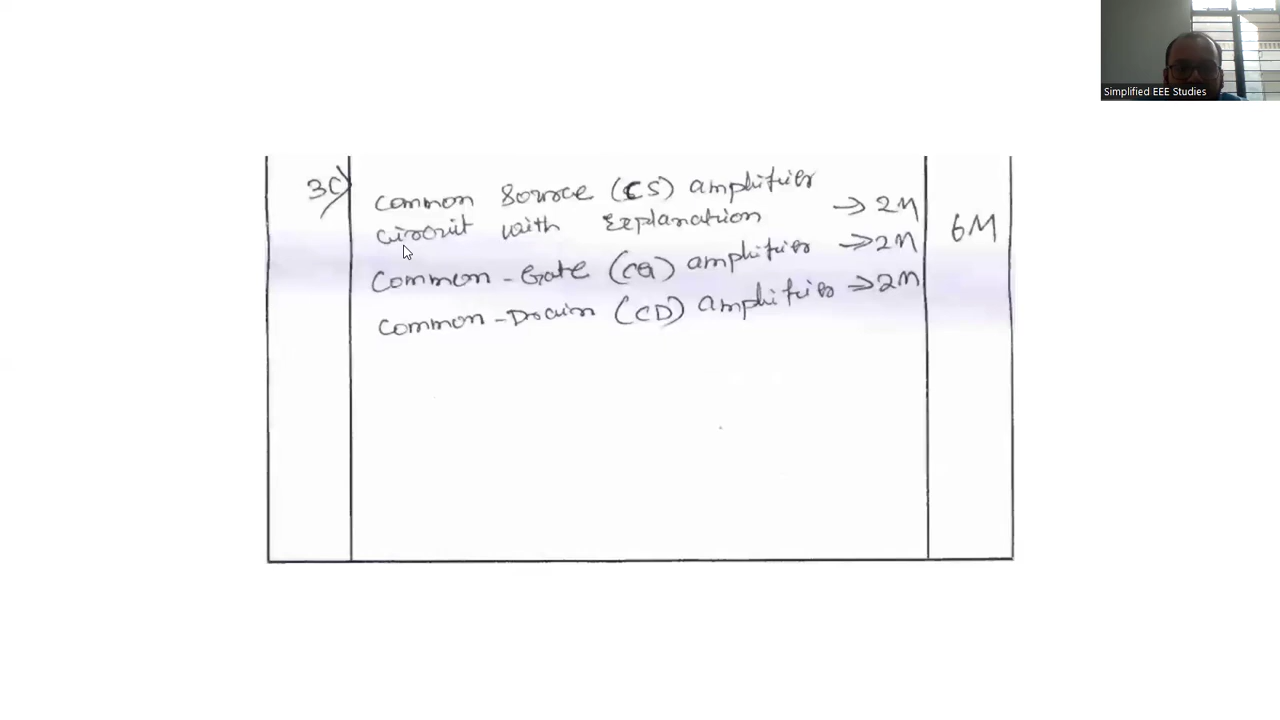 Simplified EEE Studies
3c)
Common Source (CS) amplifier
circuit with Explanation → 2M
6M
Common-Gate (CG) amplifier → 2M
Common-Drain (CD) amplifier → 2M